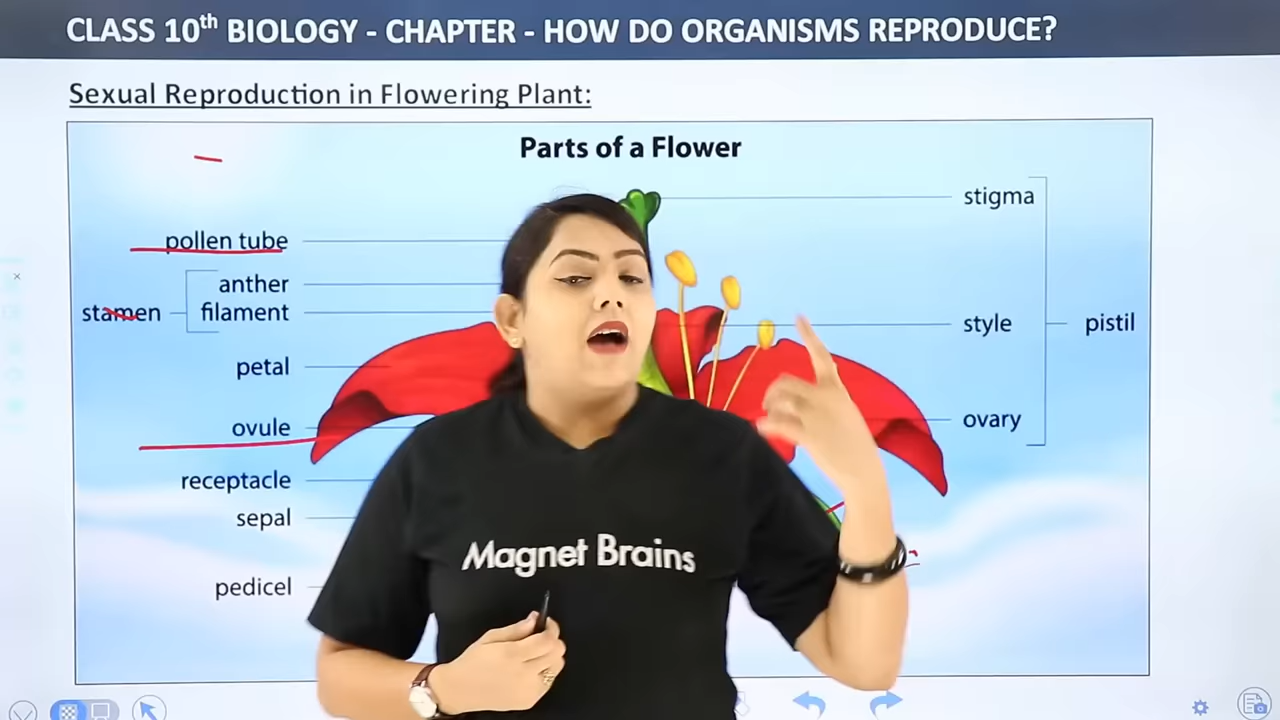 CLASS 10th BIOLOGY - CHAPTER - HOW DO ORGANISMS REPRODUCE?
Sexual Reproduction in Flowering Plant:
Parts of a Flower
stigma
pollen tube
anther
stamen
filament
style
pistil
petal
ovule
ovary
receptacle
sepal
Magnet Brains
pedicel